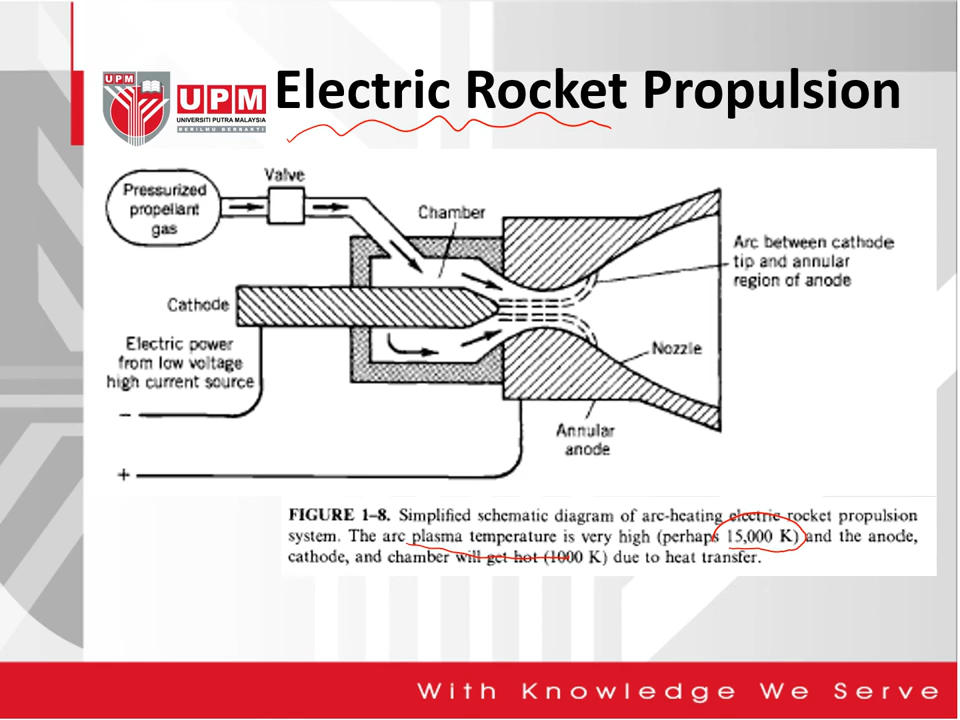 UPM
UPM
UNIVERSITI PUTRA MALAYSIA
BERILMU BERBAKTI
Electric Rocket Propulsion
Pressurized
propellant
gas
Valve
Chamber
Arc between cathode
tip and annular
region of anode
Cathode
Electric power
from low voltage
high current source
Nozzle
Annular
anode
−
+
FIGURE 1–8. Simplified schematic diagram of arc-heating electric rocket propulsion
system. The arc plasma temperature is very high (perhaps 15,000 K) and the anode,
cathode, and chamber will get hot (1000 K) due to heat transfer.
With Knowledge We Serve